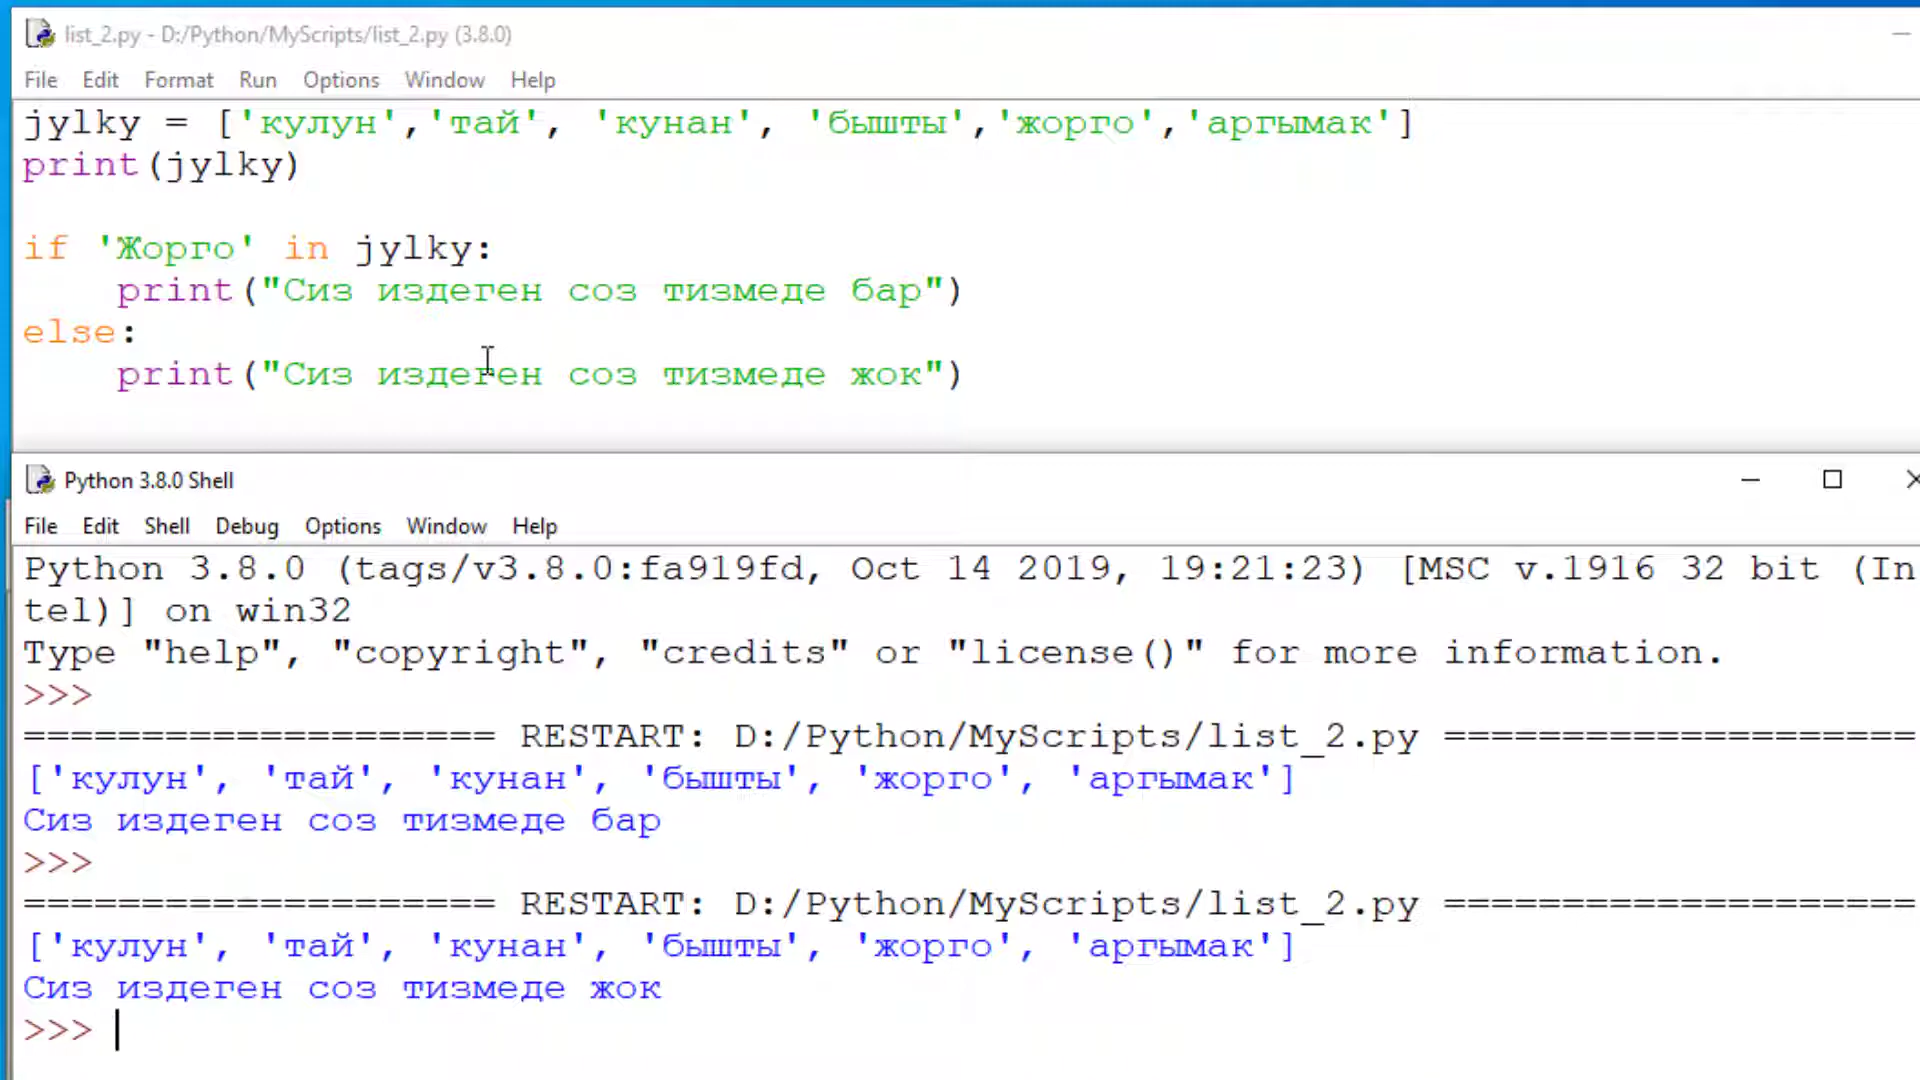 list_2.py - D:/Python/MyScripts/list_2.py (3.8.0)
File Edit Format Run Options Window Help
jylky = ['кулун','тай', 'кунан', 'бышты','жорго','аргымак']
print(jylky)
if 'Жорго' in jylky:
    print("Сиз издеген соз тизмеде бар")
else:
    print("Сиз издеген соз тизмеде жок")
Python 3.8.0 Shell
File Edit Shell Debug Options Window Help
Python 3.8.0 (tags/v3.8.0:fa919fd, Oct 14 2019, 19:21:23) [MSC v.1916 32 bit (In
tel)] on win32
Type "help", "copyright", "credits" or "license()" for more information.
>>>
==================== RESTART: D:/Python/MyScripts/list_2.py ====================
['кулун', 'тай', 'кунан', 'бышты', 'жорго', 'аргымак']
Сиз издеген соз тизмеде бар
>>>
==================== RESTART: D:/Python/MyScripts/list_2.py ====================
['кулун', 'тай', 'кунан', 'бышты', 'жорго', 'аргымак']
Сиз издеген соз тизмеде жок
>>>